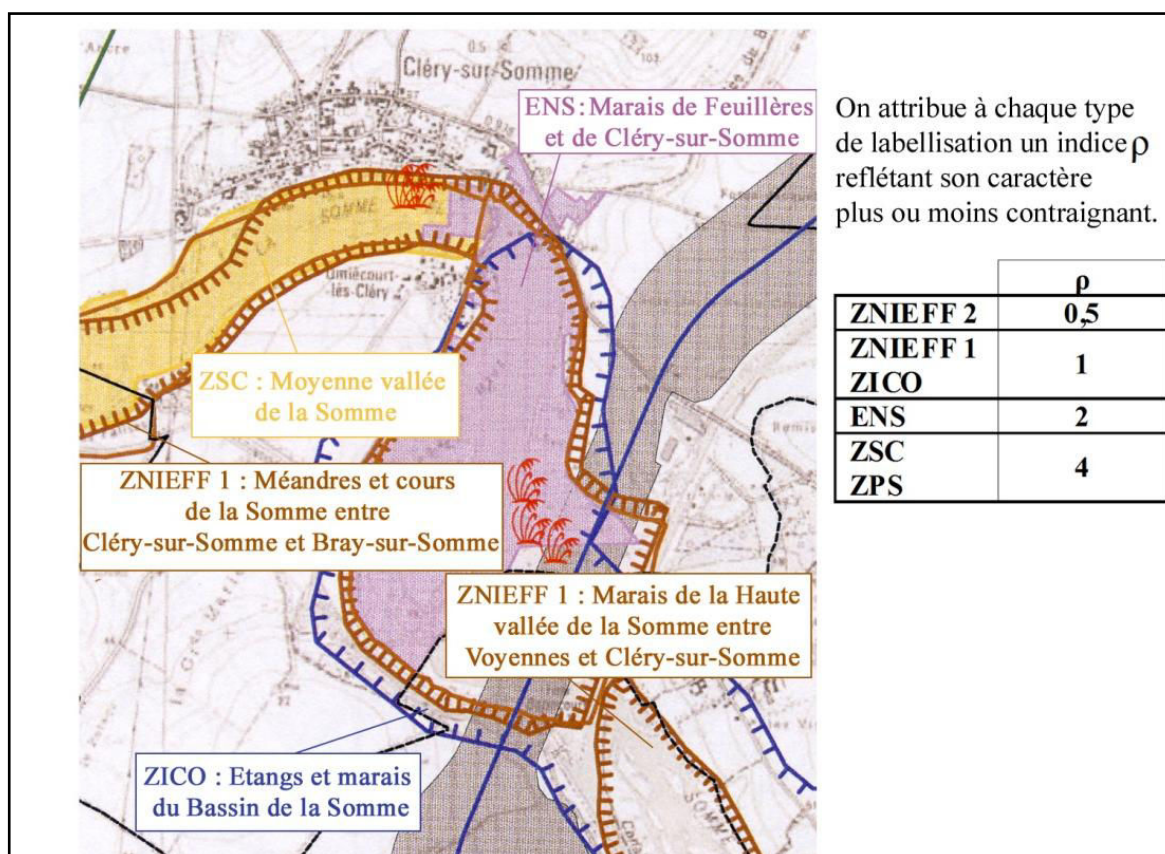 Cléry-sur-Somme
ENS : Marais de Feuillères
et de Cléry-sur-Somme
SOMME
LA
Omiécourt-
lès-Cléry
ZSC : Moyenne vallée
de la Somme
ZNIEFF 1 : Méandres et cours
de la Somme entre
Cléry-sur-Somme et Bray-sur-Somme
ZNIEFF 1 : Marais de la Haute
vallée de la Somme entre
Voyennes et Cléry-sur-Somme
ZICO : Etangs et marais
du Bassin de la Somme
SOMME
On attribue à chaque type
de labellisation un indice ρ
reflétant son caractère
plus ou moins contraignant.
ρ
ZNIEFF 2 0,5
ZNIEFF 1
ZICO 1
ENS 2
ZSC
ZPS 4